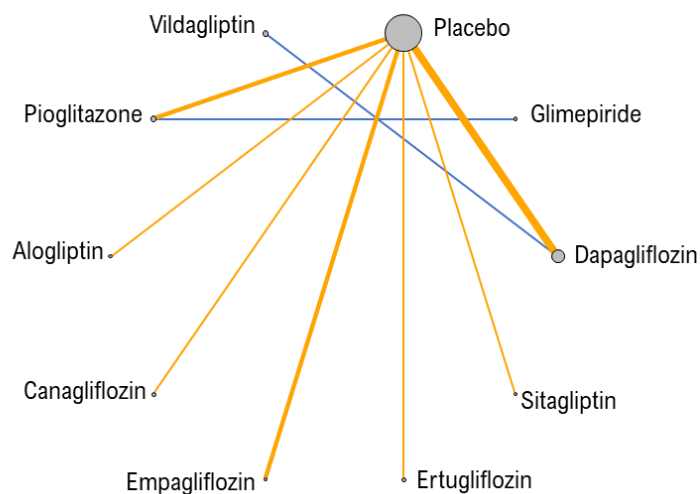 Vildagliptin
Placebo
Pioglitazone
Glimepiride
Alogliptin
Dapagliflozin
Canagliflozin
Sitagliptin
Empagliflozin
Ertugliflozin